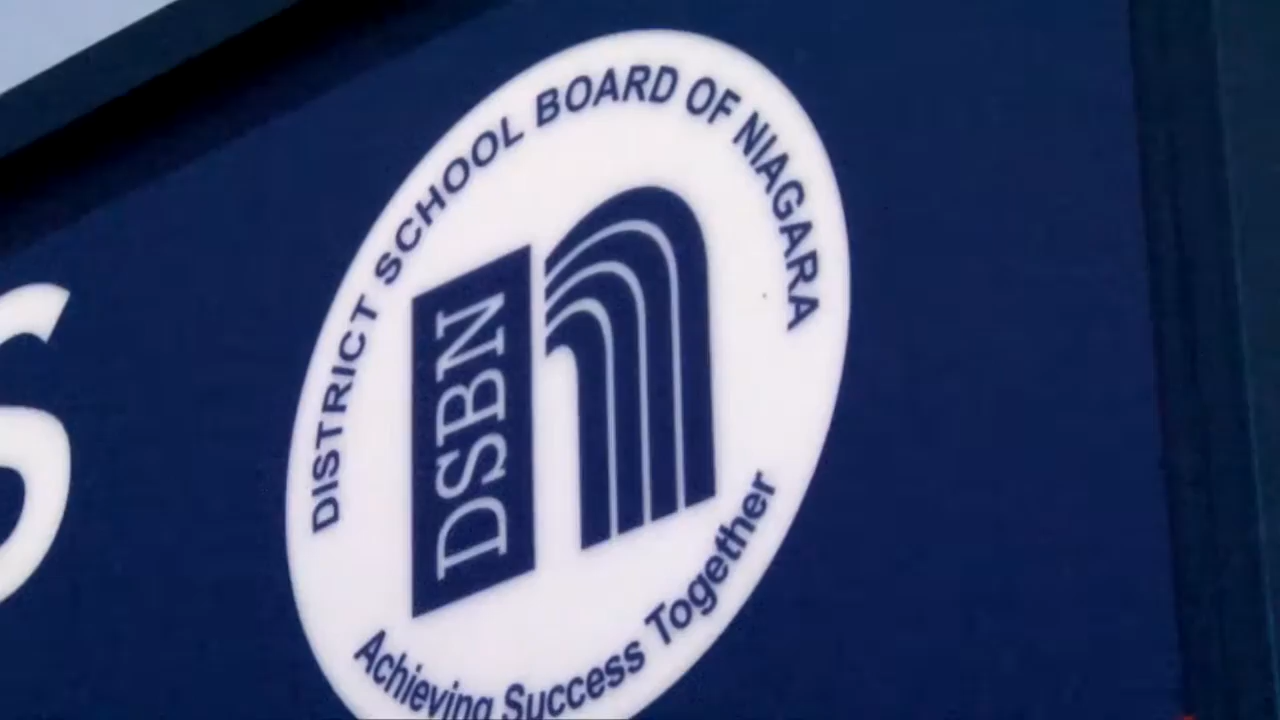 DISTRICT SCHOOL BOARD OF NIAGARA
DSBN
Achieving Success Together